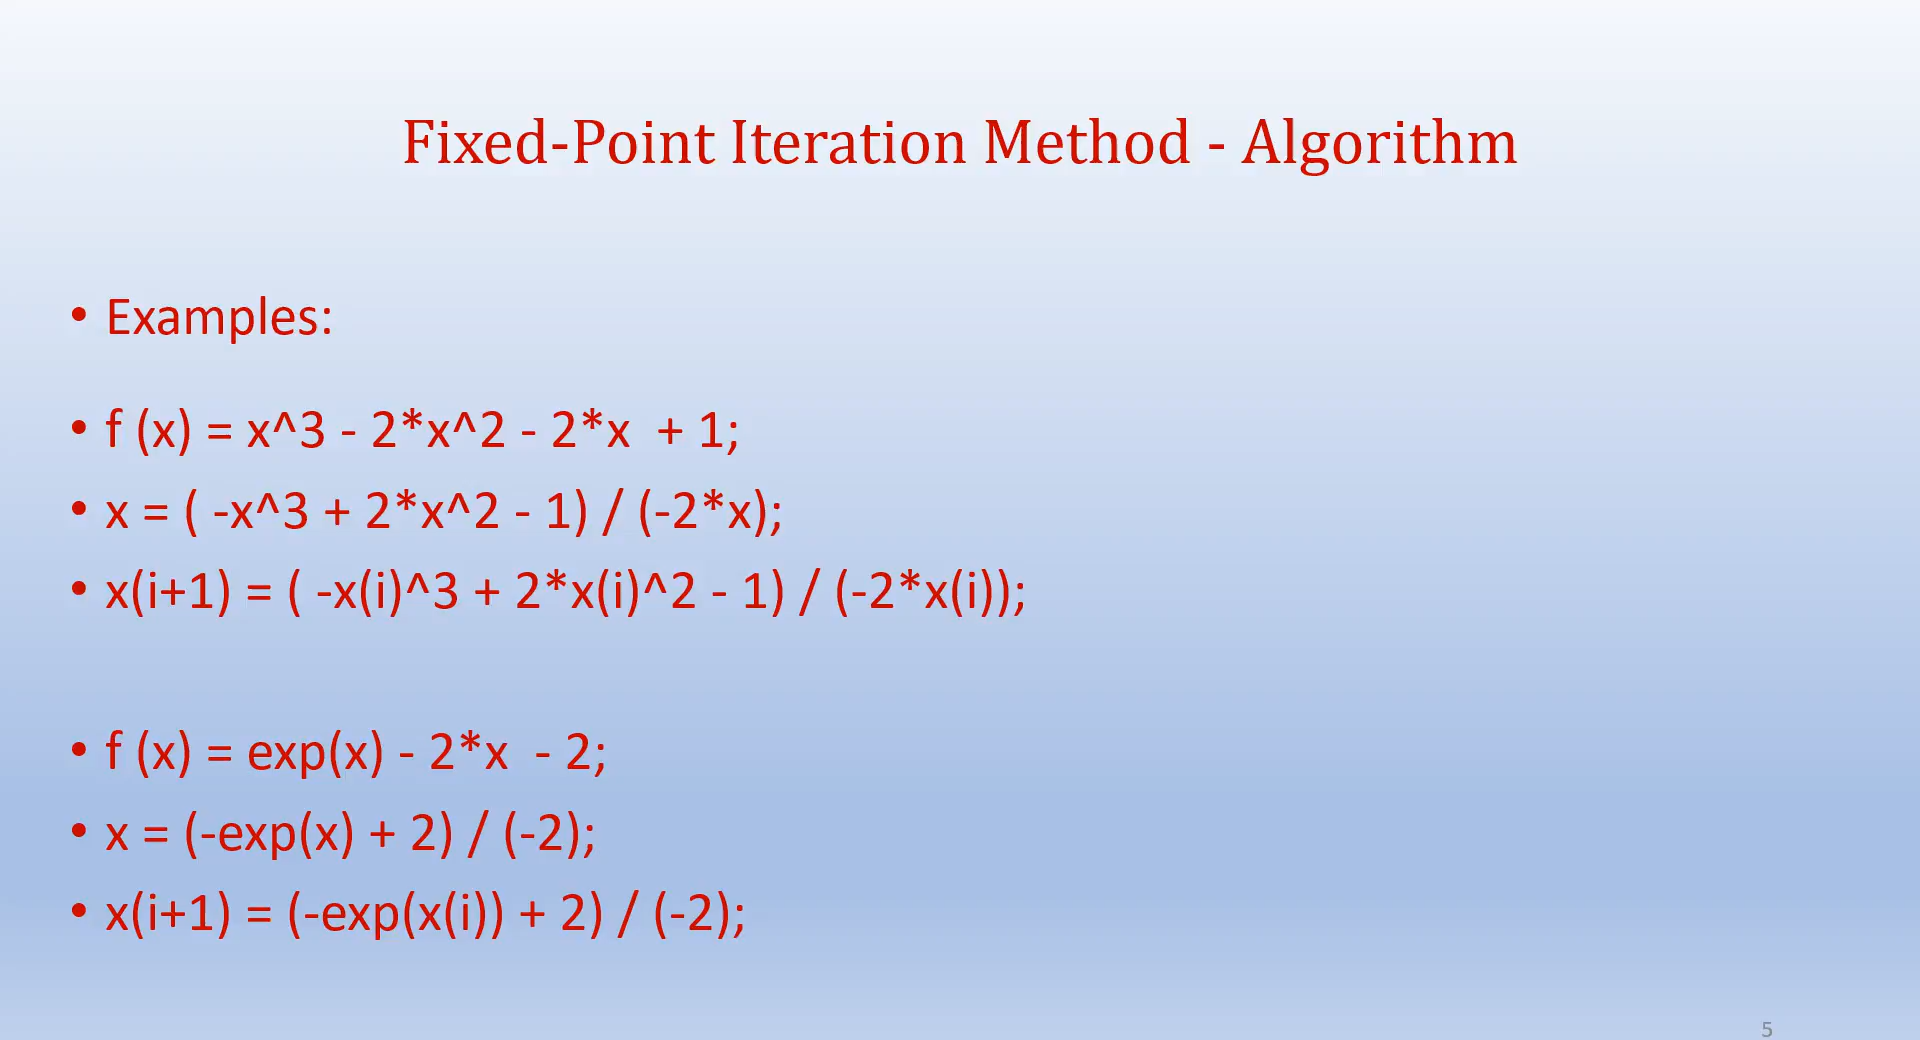 Fixed-Point Iteration Method - Algorithm
• Examples:
• f (x) = x^3 - 2*x^2 - 2*x  + 1;
• x = ( -x^3 + 2*x^2 - 1) / (-2*x);
• x(i+1) = ( -x(i)^3 + 2*x(i)^2 - 1) / (-2*x(i));
• f (x) = exp(x) - 2*x  - 2;
• x = (-exp(x) + 2) / (-2);
• x(i+1) = (-exp(x(i)) + 2) / (-2);
5